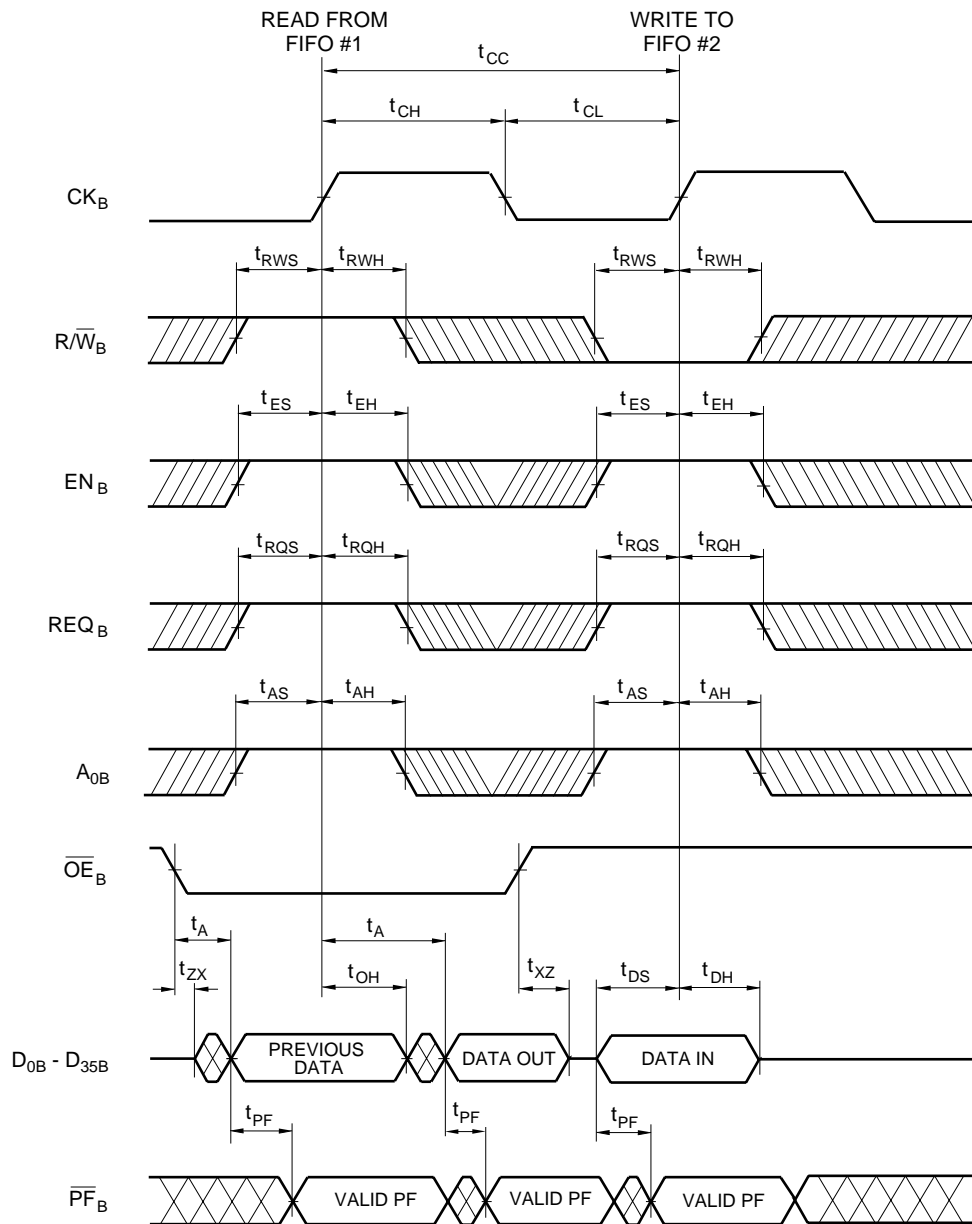 READ FROM
FIFO #1
WRITE TO
FIFO #2
tCC
tCH
tCL
CKB
tRWS
tRWH
tRWS
tRWH
R/W̅B
tES
tEH
tES
tEH
ENB
tRQS
tRQH
tRQS
tRQH
REQB
tAS
tAH
tAS
tAH
A0B
O̅E̅B
tA
tA
tZX
tOH
tXZ
tDS
tDH
D0B - D35B
PREVIOUS
DATA
DATA OUT
DATA IN
tPF
tPF
tPF
P̅F̅B
VALID PF
VALID PF
VALID PF